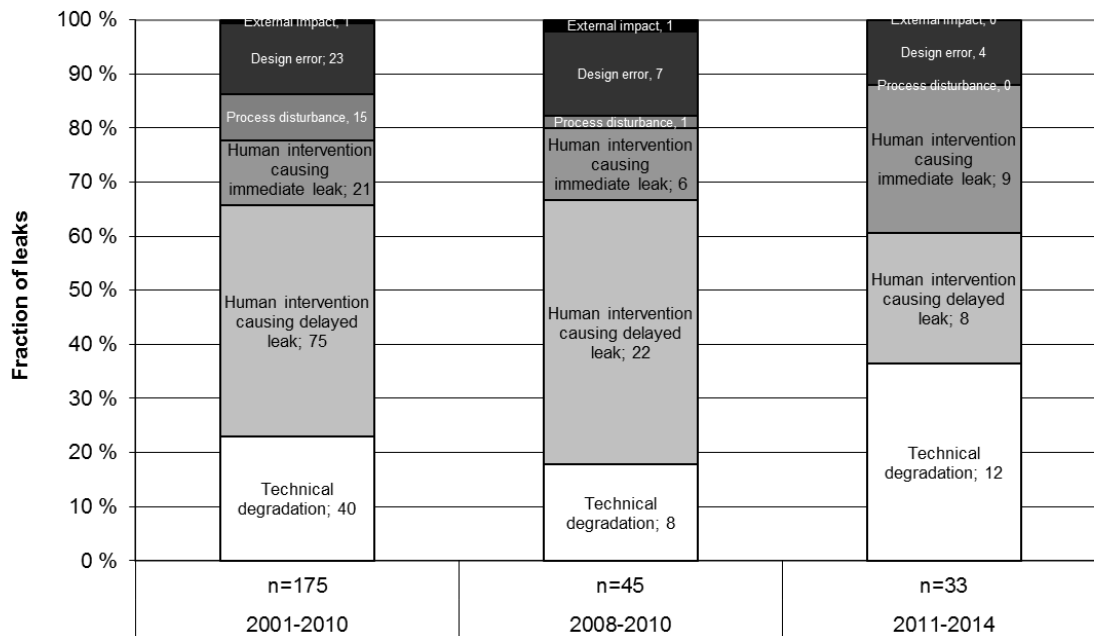 Fraction of leaks
100 %
90 %
80 %
70 %
60 %
50 %
40 %
30 %
20 %
10 %
0 %
External impact, 1
Design error; 23
Process disturbance, 15
Human intervention
causing
immediate leak; 21
Human intervention
causing delayed
leak; 75
Technical
degradation; 40
External impact, 1
Design error, 7
Process disturbance, 1
Human intervention
causing
immediate leak; 6
Human intervention
causing delayed
leak; 22
Technical
degradation; 8
External impact, 0
Design error, 4
Process disturbance, 0
Human intervention
causing
immediate leak; 9
Human intervention
causing delayed
leak; 8
Technical
degradation; 12
n=175
n=45
n=33
2001-2010
2008-2010
2011-2014